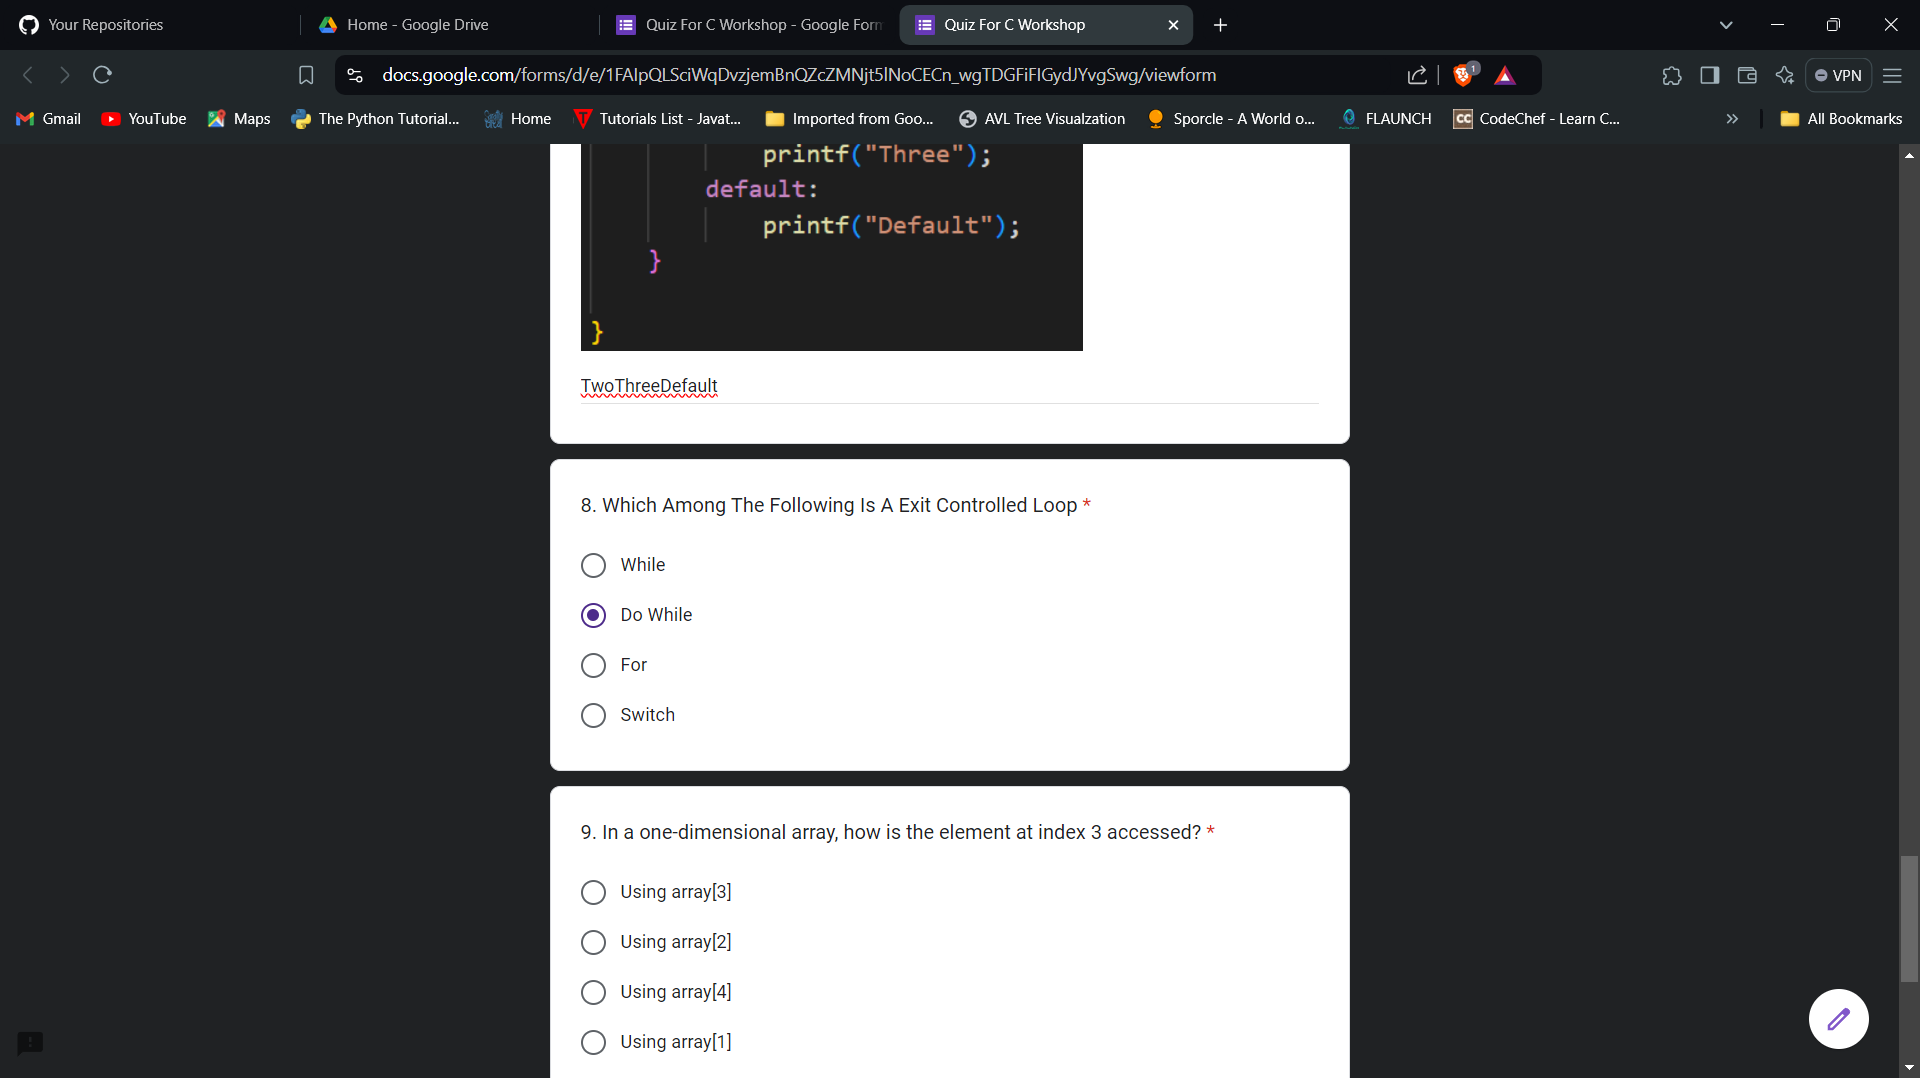 Your Repositories
Home - Google Drive
Quiz For C Workshop - Google Form
Quiz For C Workshop
docs.google.com/forms/d/e/1FAIpQLSciWqDvzjemBnQZcZMNjt5lNoCECn_wgTDGFiFIGydJYvgSwg/viewform
1
VPN
Gmail
YouTube
Maps
The Python Tutorial...
Home
Tutorials List - Javat...
Imported from Goo...
AVL Tree Visualzation
Sporcle - A World o...
FLAUNCH
CC
CodeChef - Learn C...
»
All Bookmarks
printf("Three");
default:
printf("Default");
}
}
TwoThreeDefault
8. Which Among The Following Is A Exit Controlled Loop *
While
Do While
For
Switch
9. In a one-dimensional array, how is the element at index 3 accessed? *
Using array[3]
Using array[2]
Using array[4]
Using array[1]